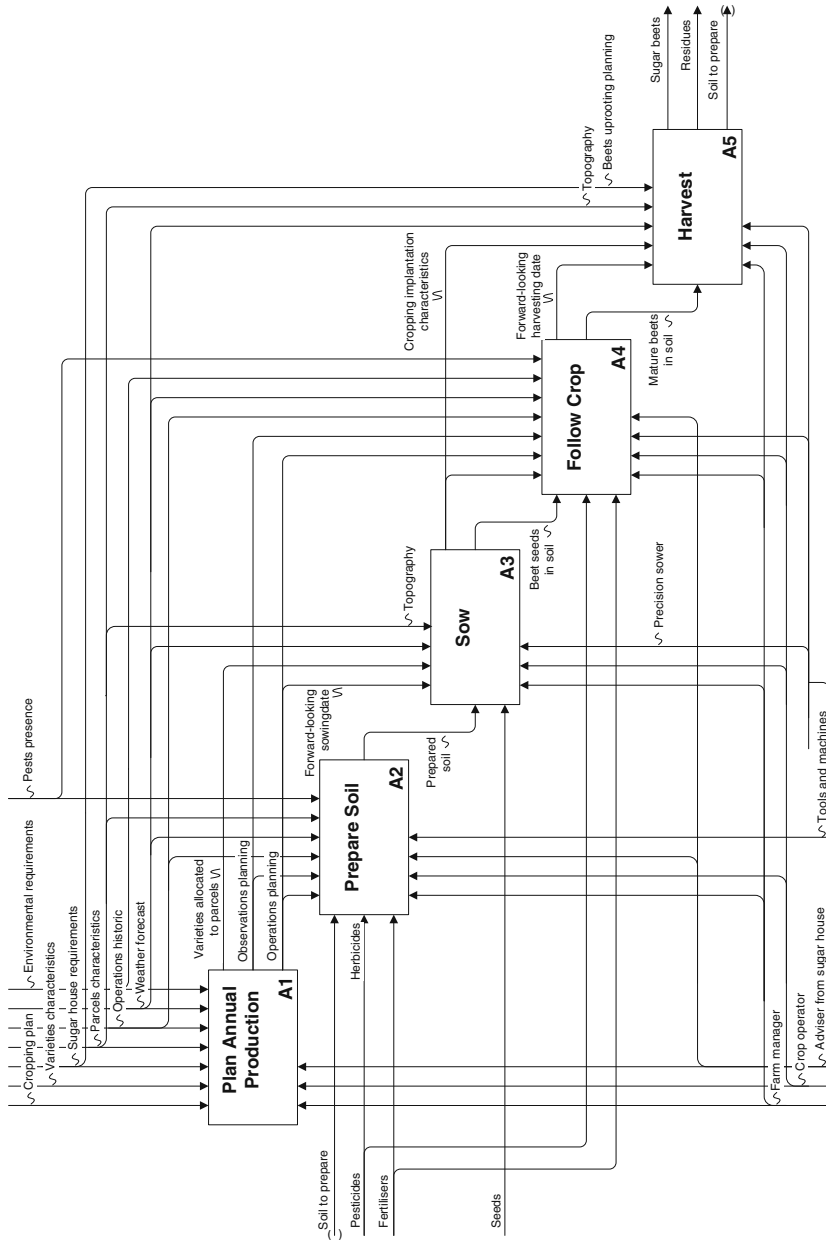 Cropping plan
Varieties characteristics
Sugar house requirements
Parcels characteristics
Operations historic
Weather forecast
Environmental requirements
Pests presence
Plan Annual
Production
A1
Varieties allocated
to parcels
Observations planning
Operations planning
Soil to prepare
( )
Pesticides
Herbicides
Fertilisers
Seeds
Prepare Soil
A2
Forward-looking
sowingdate
Prepared
soil
Topography
Sow
A3
Beet seeds
in soil
Cropping implantation
characteristics
Follow Crop
A4
Forward-looking
harvesting date
Mature beets
in soil
Topography
Beets uprooting planning
Harvest
A5
Sugar beets
Residues
Soil to prepare
( )
Precision sower
Farm manager
Crop operator
Adviser from sugar house
Tools and machines